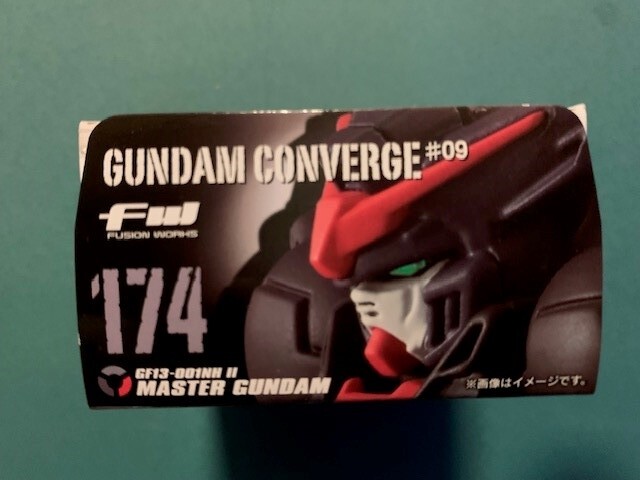 GUNDAM CONVERGE #09
FW
FUSION WORKS
174
GF13-001NH II
MASTER GUNDAM
※画像はイメージです。